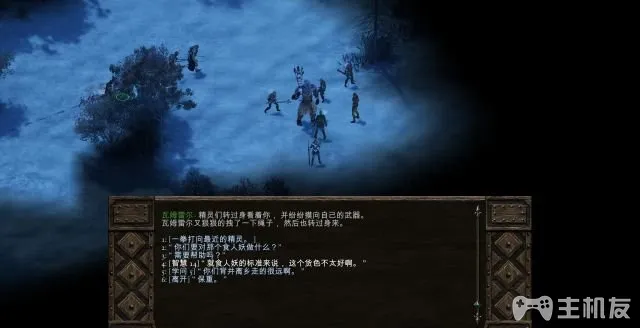 瓦姆雷尔 精灵们转过身看着你，并纷纷摸向自己的武器。
瓦姆雷尔又狠狠的拽了一下绳子，然后也转过身来。
1: [一拳打向最近的精灵。]
2: "你们要对那个食人妖做什么？"
3: "需要帮助吗？"
4: [智慧 14] "就食人妖的标准来说，这个货色不太好啊。"
5: [学问 5] "你们背井离乡走的很远啊。"
6: [离开] "保重。"
主机友